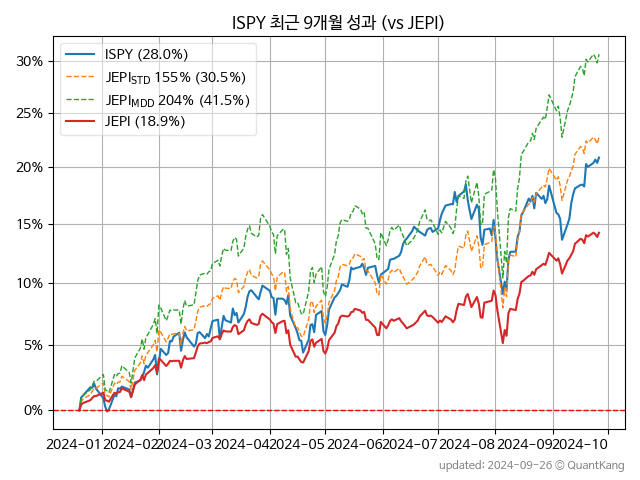 ISPY 최근 9개월 성과 (vs JEPI)
ISPY (28.0%)
JEPISTD 155% (30.5%)
JEPIMDD 204% (41.5%)
JEPI (18.9%)
30%
25%
20%
15%
10%
5%
0%
2024-01 2024-02 2024-03 2024-04 2024-05 2024-06 2024-07 2024-08 2024-09 2024-10
updated: 2024-09-26 © QuantKang